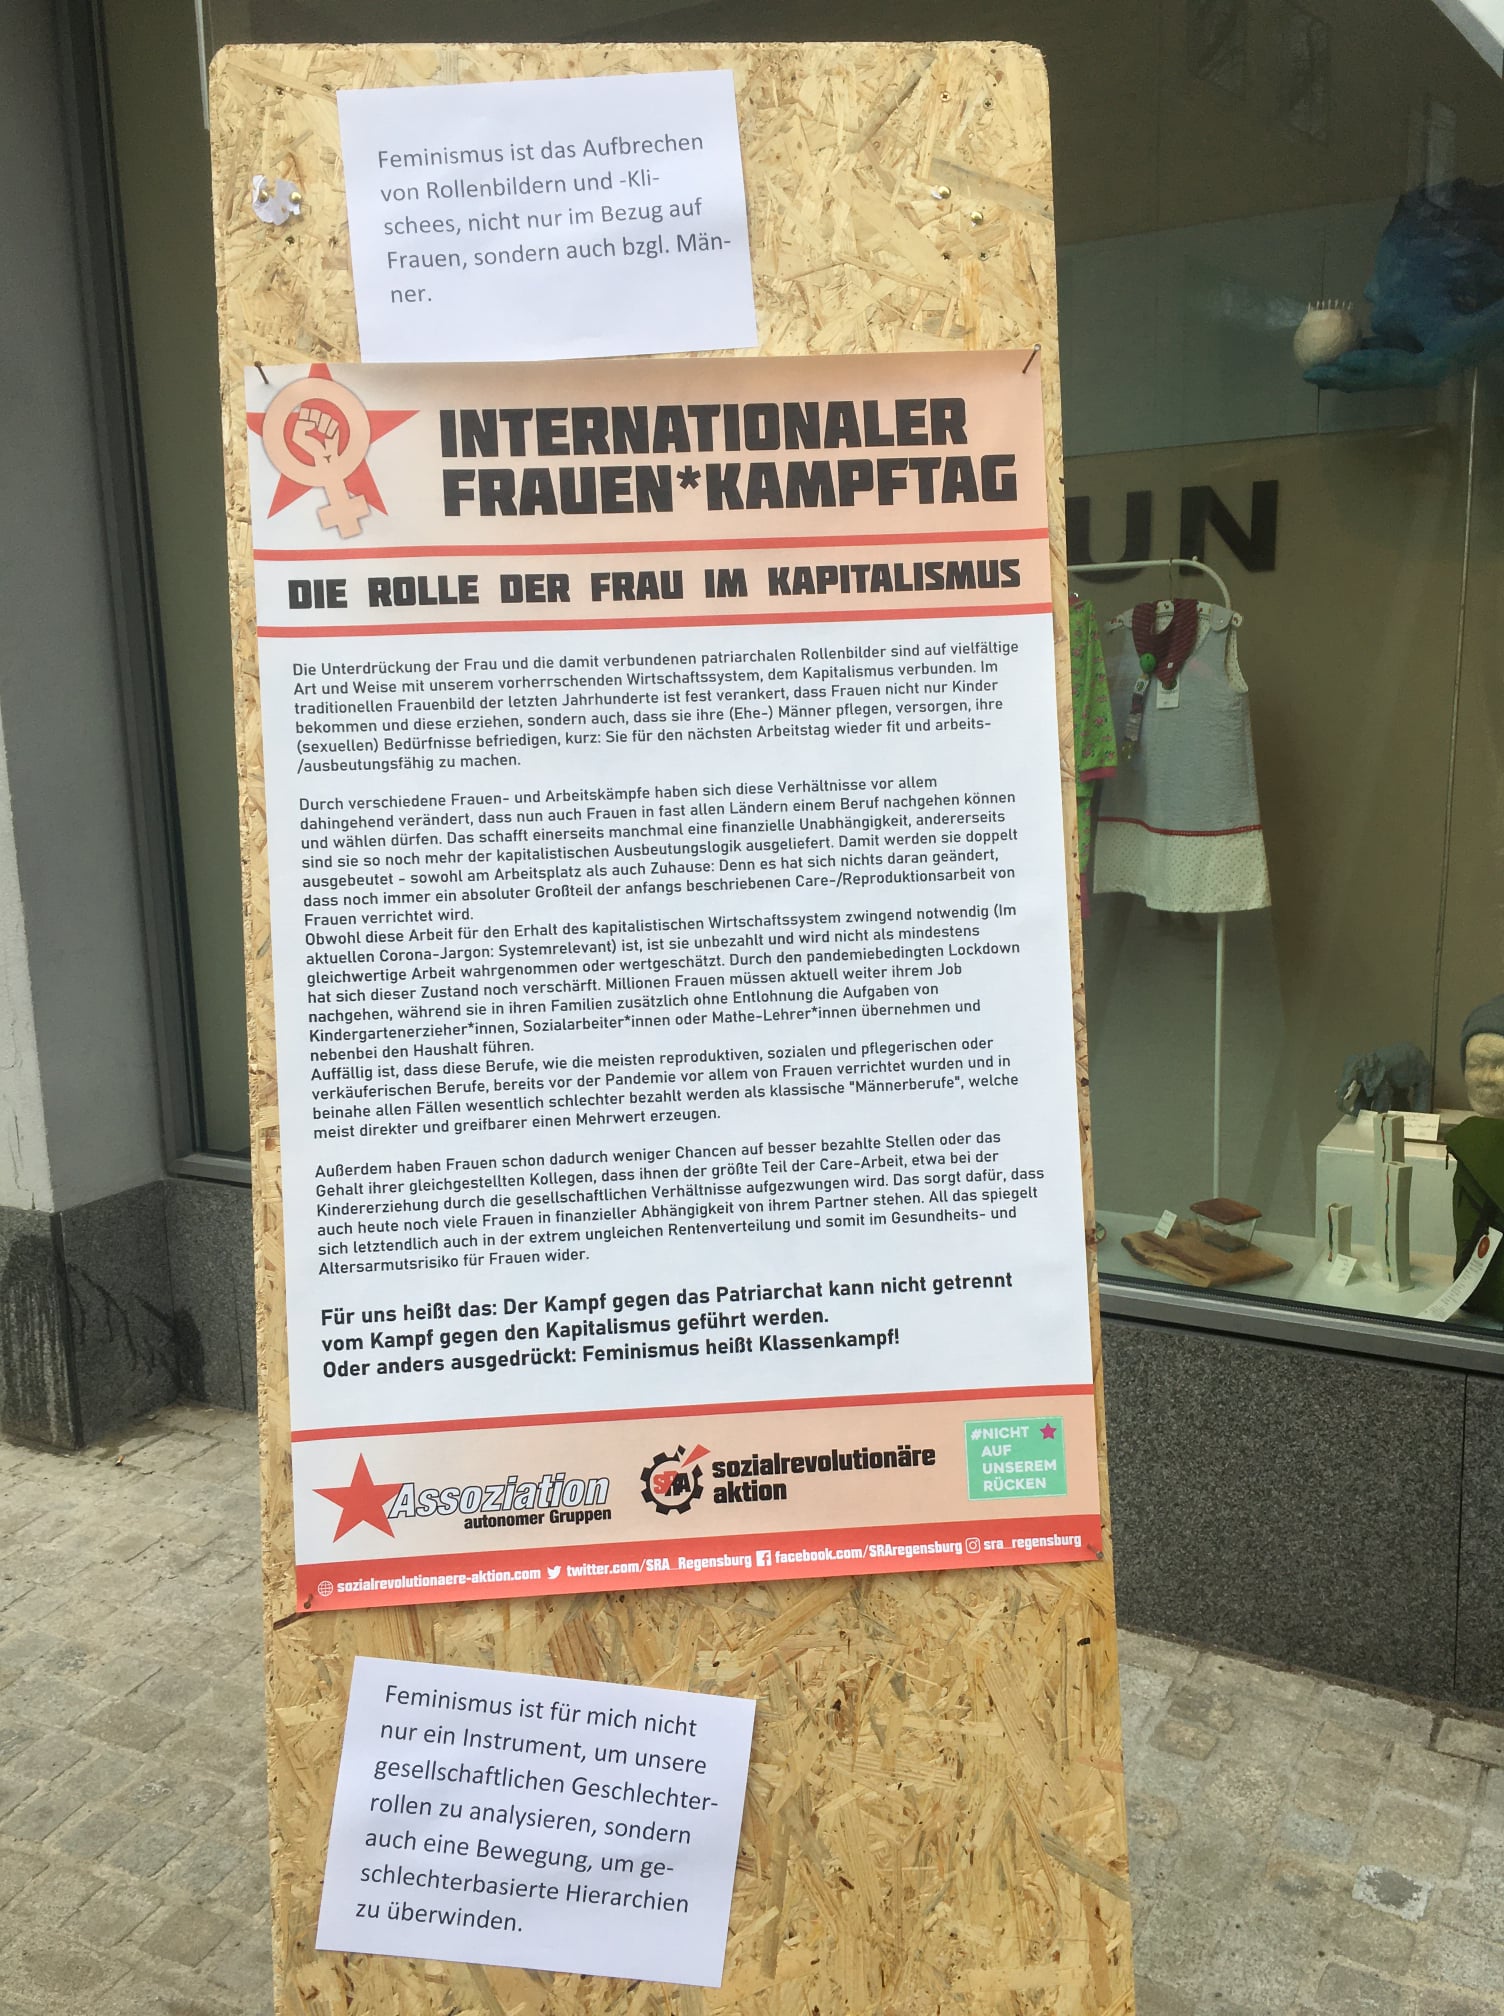 Feminismus ist das Aufbrechen
von Rollenbildern und -Kli-
schees, nicht nur im Bezug auf
Frauen, sondern auch bzgl. Män-
ner.
INTERNATIONALER
FRAUEN*KAMPFTAG
DIE ROLLE DER FRAU IM KAPITALISMUS
Die Unterdrückung der Frau und die damit verbundenen patriarchalen Rollenbilder sind auf vielfältige
Art und Weise mit unserem vorherrschenden Wirtschaftssystem, dem Kapitalismus verbunden. Im
traditionellen Frauenbild der letzten Jahrhunderte ist fest verankert, dass Frauen nicht nur Kinder
bekommen und diese erziehen, sondern auch, dass sie ihre (Ehe-) Männer pflegen, versorgen, ihre
(sexuellen) Bedürfnisse befriedigen, kurz: Sie für den nächsten Arbeitstag wieder fit und arbeits-
/ausbeutungsfähig zu machen.
Durch verschiedene Frauen- und Arbeitskämpfe haben sich diese Verhältnisse vor allem
dahingehend verändert, dass nun auch Frauen in fast allen Ländern einem Beruf nachgehen können
und wählen dürfen. Das schafft einerseits manchmal eine finanzielle Unabhängigkeit, andererseits
sind sie so noch mehr der kapitalistischen Ausbeutungslogik ausgeliefert. Damit werden sie doppelt
ausgebeutet - sowohl am Arbeitsplatz als auch Zuhause: Denn es hat sich nichts daran geändert,
dass noch immer ein absoluter Großteil der anfangs beschriebenen Care-/Reproduktionsarbeit von
Frauen verrichtet wird.
Obwohl diese Arbeit für den Erhalt des kapitalistischen Wirtschaftssystem zwingend notwendig (Im
aktuellen Corona-Jargon: Systemrelevant) ist, ist sie unbezahlt und wird nicht als mindestens
gleichwertige Arbeit wahrgenommen oder wertgeschätzt. Durch den pandemiebedingten Lockdown
hat sich dieser Zustand noch verschärft. Millionen Frauen müssen aktuell weiter ihrem Job
nachgehen, während sie in ihren Familien zusätzlich ohne Entlohnung die Aufgaben von
Kindergartenerzieher*innen, Sozialarbeiter*innen oder Mathe-Lehrer*innen übernehmen und
nebenbei den Haushalt führen.
Auffällig ist, dass diese Berufe, wie die meisten reproduktiven, sozialen und pflegerischen oder
verkäuferischen Berufe, bereits vor der Pandemie vor allem von Frauen verrichtet wurden und in
beinahe allen Fällen wesentlich schlechter bezahlt werden als klassische "Männerberufe", welche
meist direkter und greifbarer einen Mehrwert erzeugen.
Außerdem haben Frauen schon dadurch weniger Chancen auf besser bezahlte Stellen oder das
Gehalt ihrer gleichgestellten Kollegen, dass ihnen der größte Teil der Care-Arbeit, etwa bei der
Kindererziehung durch die gesellschaftlichen Verhältnisse aufgezwungen wird. Das sorgt dafür, dass
auch heute noch viele Frauen in finanzieller Abhängigkeit von ihrem Partner stehen. All das spiegelt
sich letztendlich auch in der extrem ungleichen Rentenverteilung und somit im Gesundheits- und
Altersarmutsrisiko für Frauen wider.
Für uns heißt das: Der Kampf gegen das Patriarchat kann nicht getrennt
vom Kampf gegen den Kapitalismus geführt werden.
Oder anders ausgedrückt: Feminismus heißt Klassenkampf!
Assoziation
autonomer Gruppen
SRA
sozialrevolutionäre
aktion
#NICHT
AUF
UNSEREM
RÜCKEN
sozialrevolutionaere-aktion.com twitter.com/SRA_Regensburg facebook.com/SRAregensburg sra_regensburg
Feminismus ist für mich nicht
nur ein Instrument, um unsere
gesellschaftlichen Geschlechter-
rollen zu analysieren, sondern
auch eine Bewegung, um ge-
schlechterbasierte Hierarchien
zu überwinden.
UN